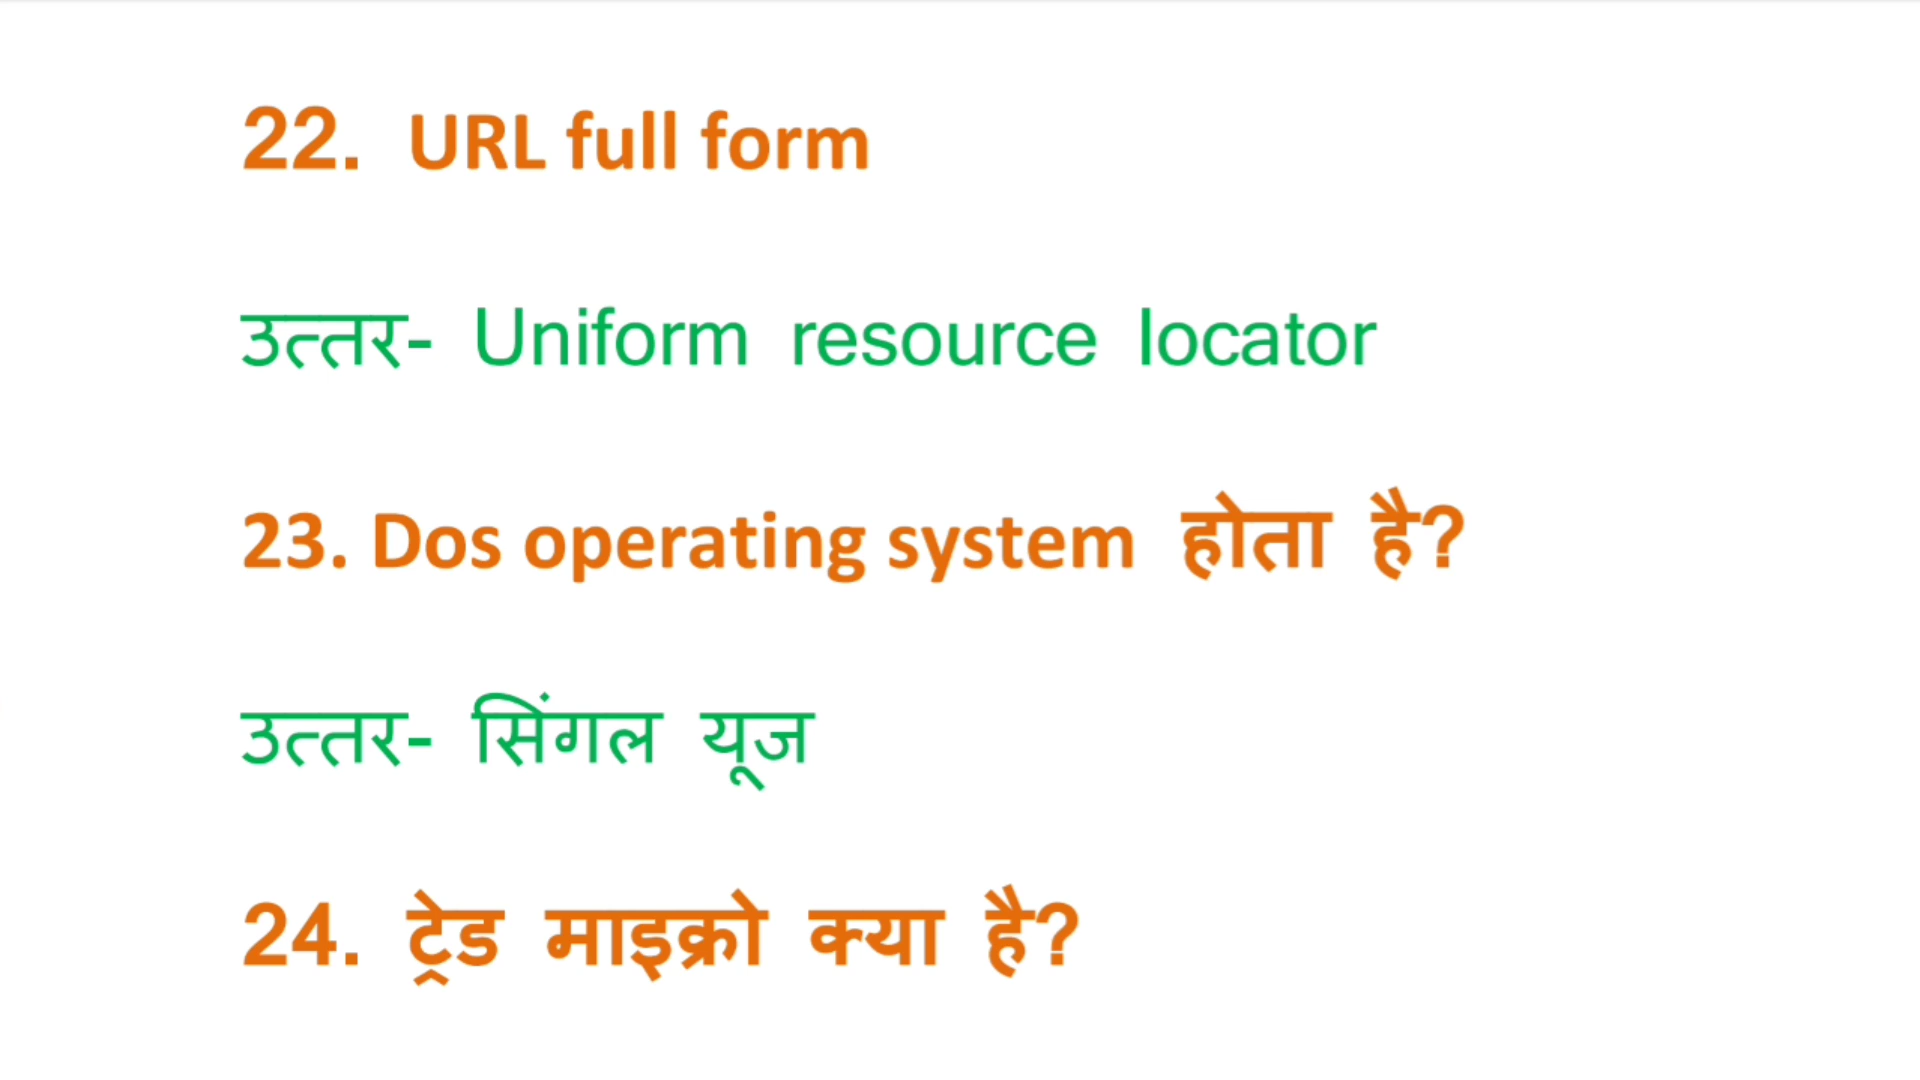 22. URL full form
उत्तर- Uniform resource locator
23. Dos operating system होता है?
उत्तर- सिंगल यूज
24. ट्रेड माइक्रो क्या है?